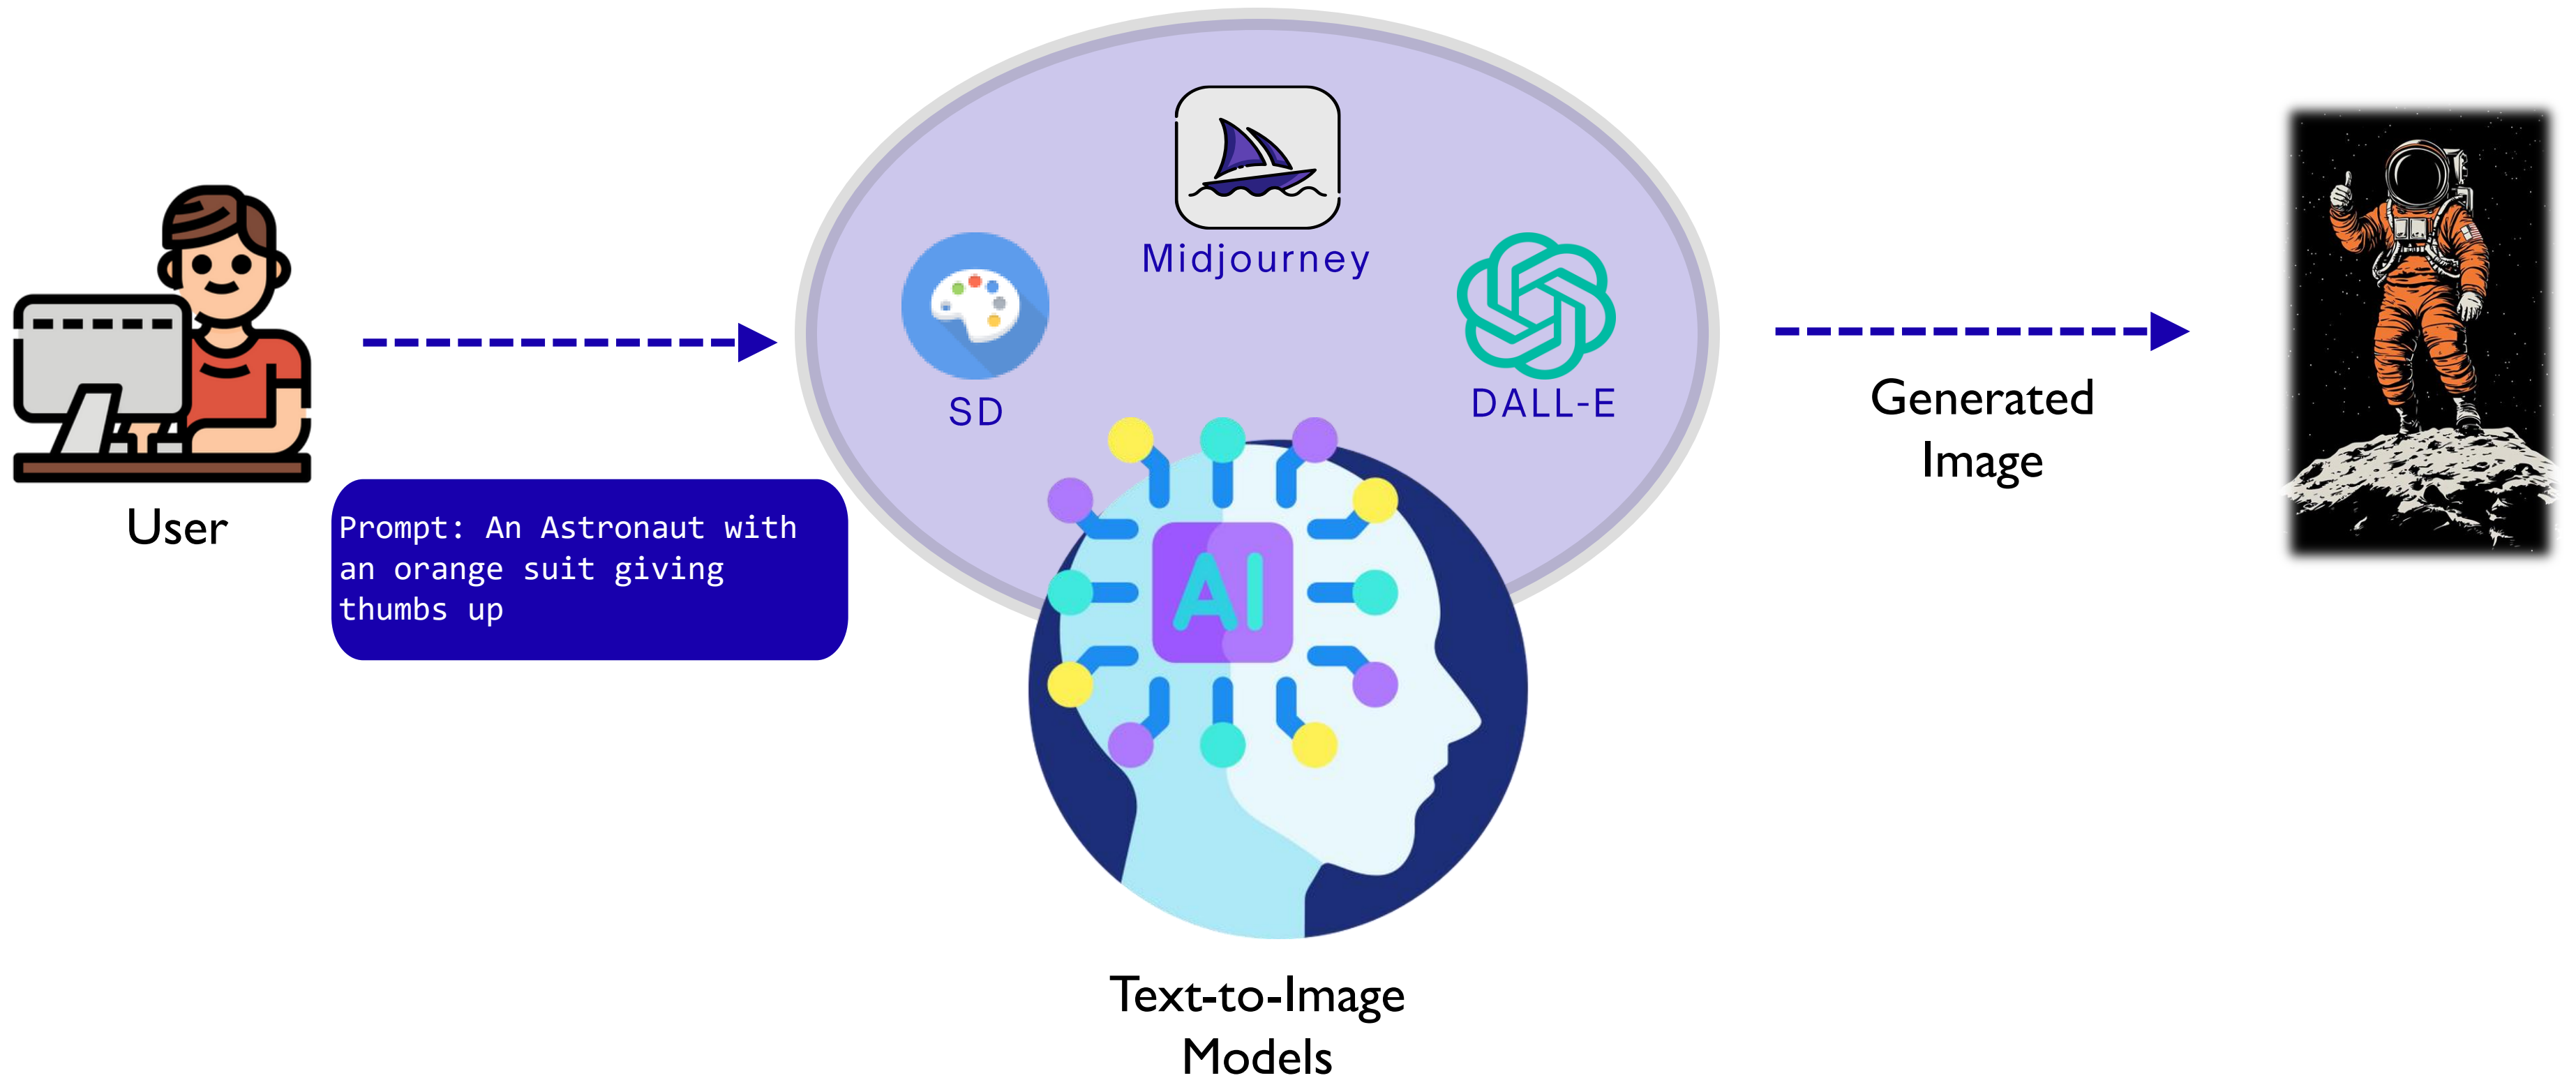 Midjourney
SD
DALL-E
Generated
Image
User
Prompt: An Astronaut with
an orange suit giving
thumbs up
AI
Text-to-Image
Models